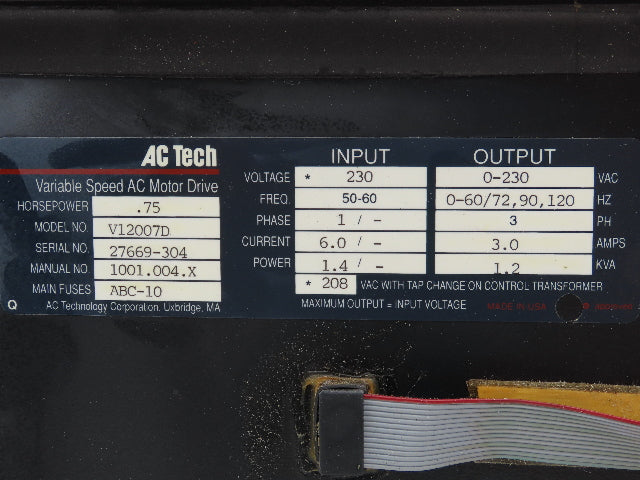 AC Tech
Variable Speed AC Motor Drive
HORSEPOWER .75
MODEL NO. V12007D
SERIAL NO. 27669-304
MANUAL NO. 1001.004.X
MAIN FUSES ABC-10
Q AC Technology Corporation, Uxbridge, MA
INPUT OUTPUT
VOLTAGE * 230 0-230 VAC
FREQ. 50-60 0-60/72,90,120 HZ
PHASE 1 / - 3 PH
CURRENT 6.0 / - 3.0 AMPS
POWER 1.4 / - 1.2 KVA
* 208 VAC WITH TAP CHANGE ON CONTROL TRANSFORMER
MAXIMUM OUTPUT = INPUT VOLTAGE MADE IN USA